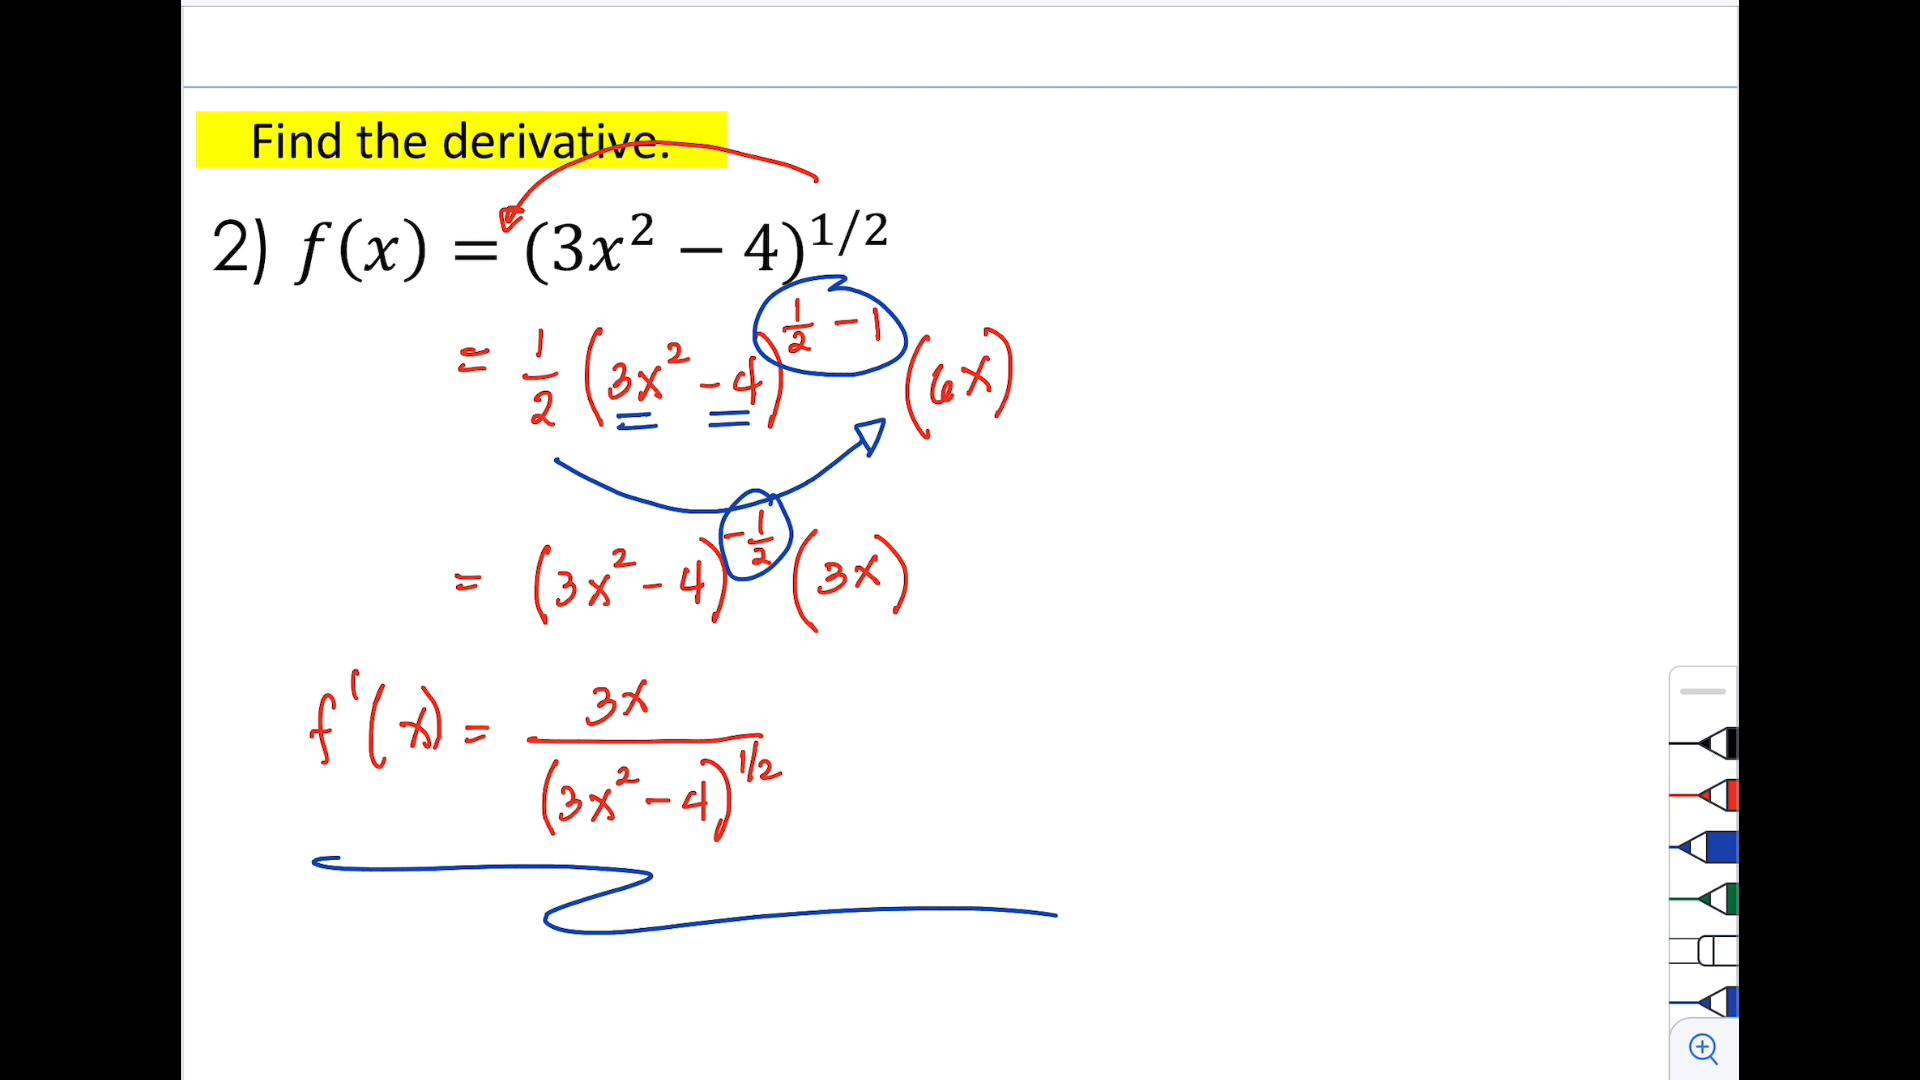 Find the derivative.
2) f(x) = (3x² − 4)^{1/2}
= 1/2 (3x² - 4)^{1/2 - 1} (6x)
= (3x² - 4)^{-1/2} (3x)
f'(x) = 3x / (3x² - 4)^{1/2}